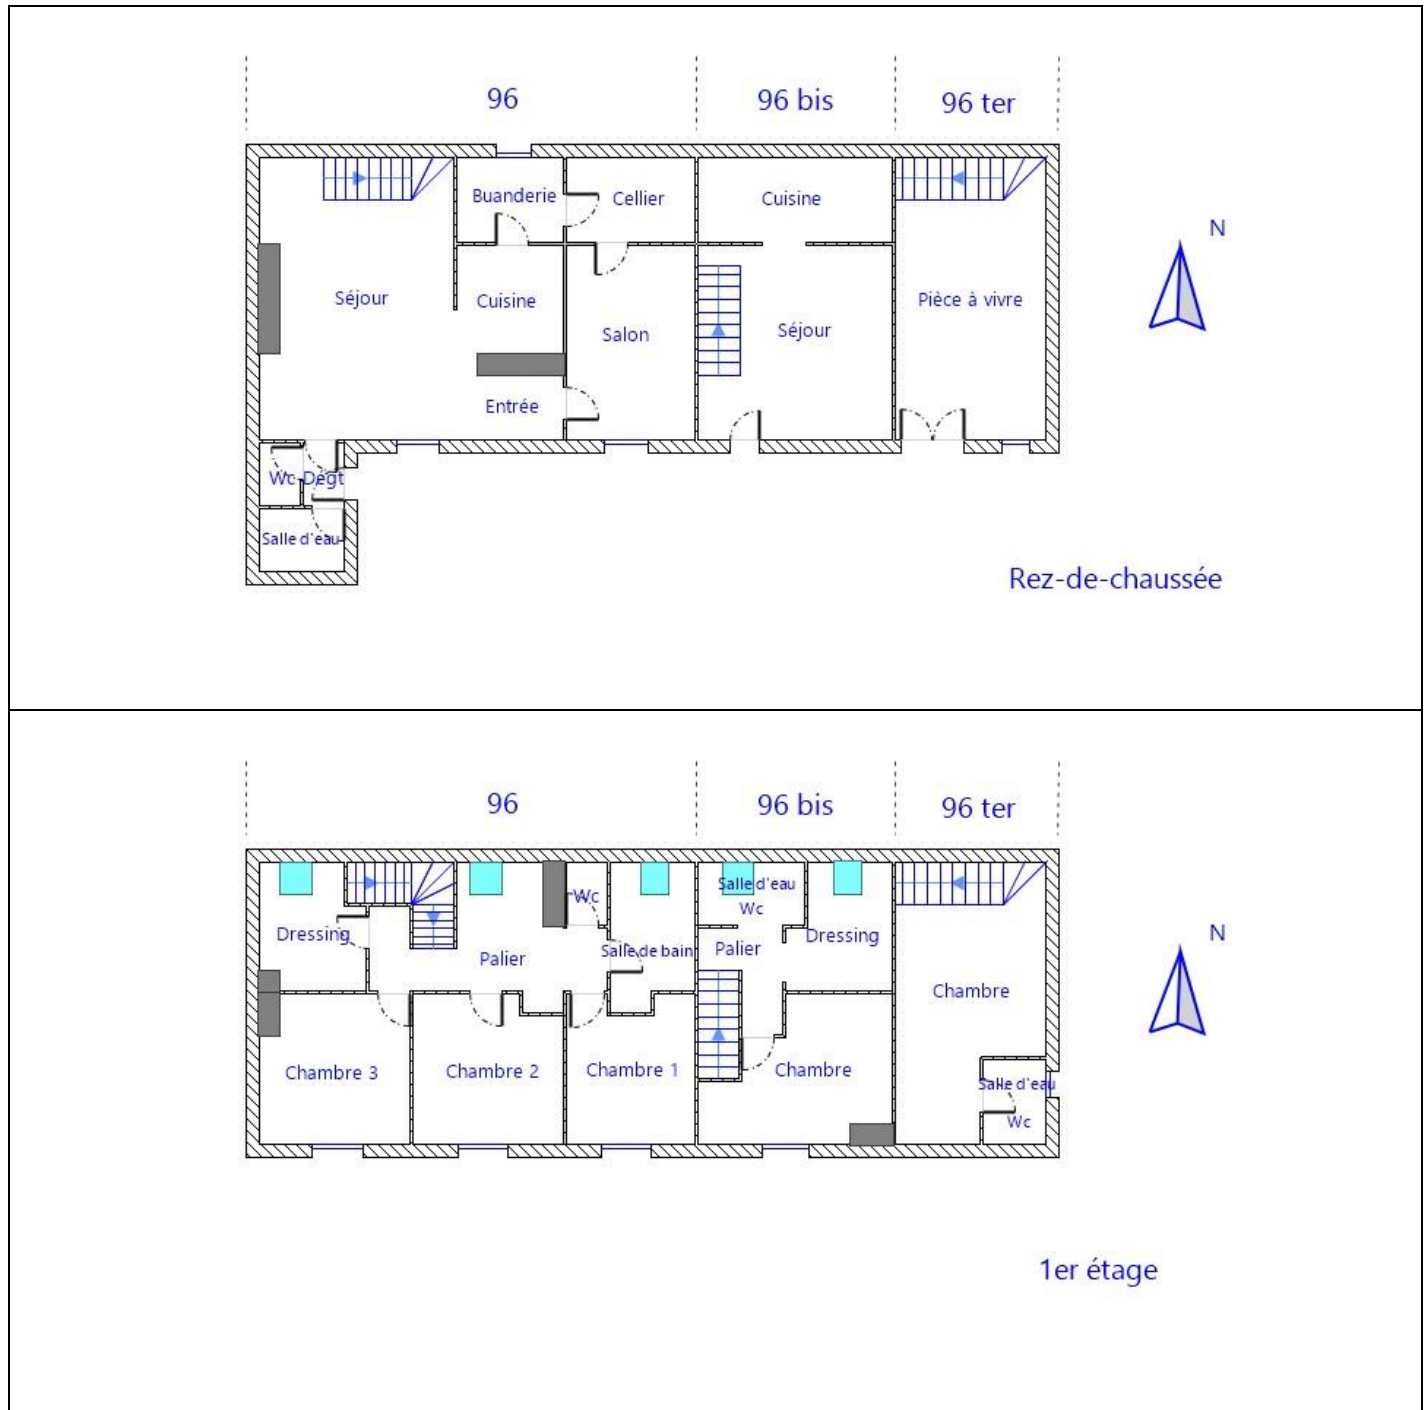 96
96 bis
96 ter
Buanderie
Cellier
Cuisine
N
Séjour
Cuisine
Pièce à vivre
Salon
Séjour
Entrée
Wc
Dégt
Salle d'eau
Rez-de-chaussée
96
96 bis
96 ter
Wc
Salle d'eau
Wc
Dressing
Palier
Salle de bain
Palier
Dressing
N
Chambre
Chambre 3
Chambre 2
Chambre 1
Chambre
Salle d'eau
Wc
1er étage